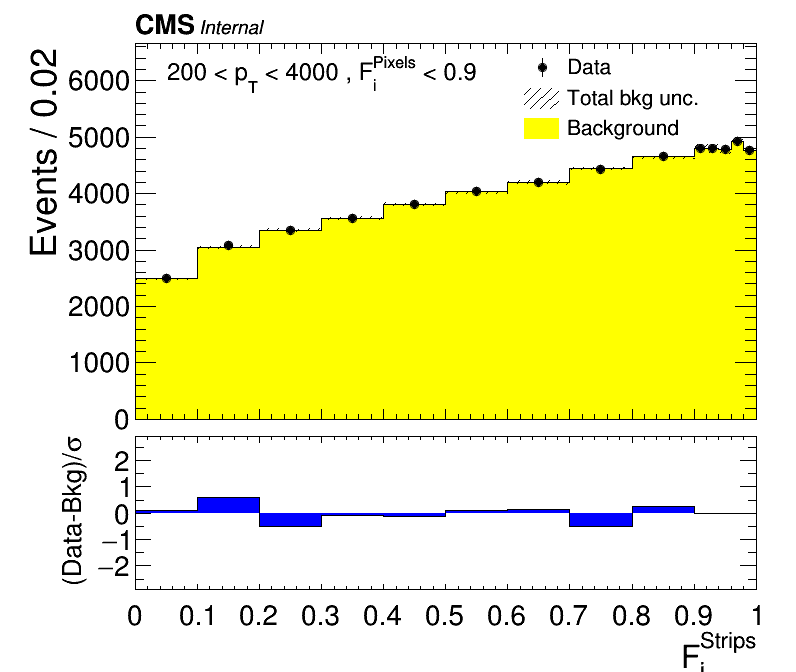 CMS Internal
Events / 0.02
6000
5000
4000
3000
2000
1000
0
200 < p_T < 4000 , F_i^Pixels < 0.9
Data
Total bkg unc.
Background
(Data-Bkg)/σ
2
1
0
−1
−2
0 0.1 0.2 0.3 0.4 0.5 0.6 0.7 0.8 0.9 1
F_i^Strips